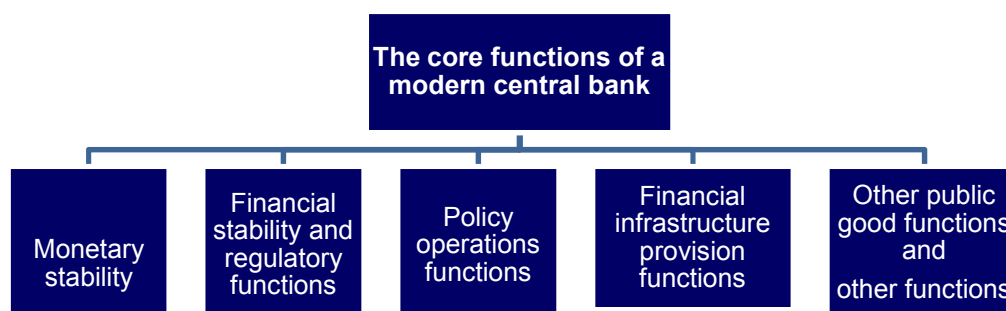 The core functions of a
modern central bank
Monetary
stability
Financial
stability and
regulatory
functions
Policy
operations
functions
Financial
infrastructure
provision
functions
Other public
good functions
and
other functions